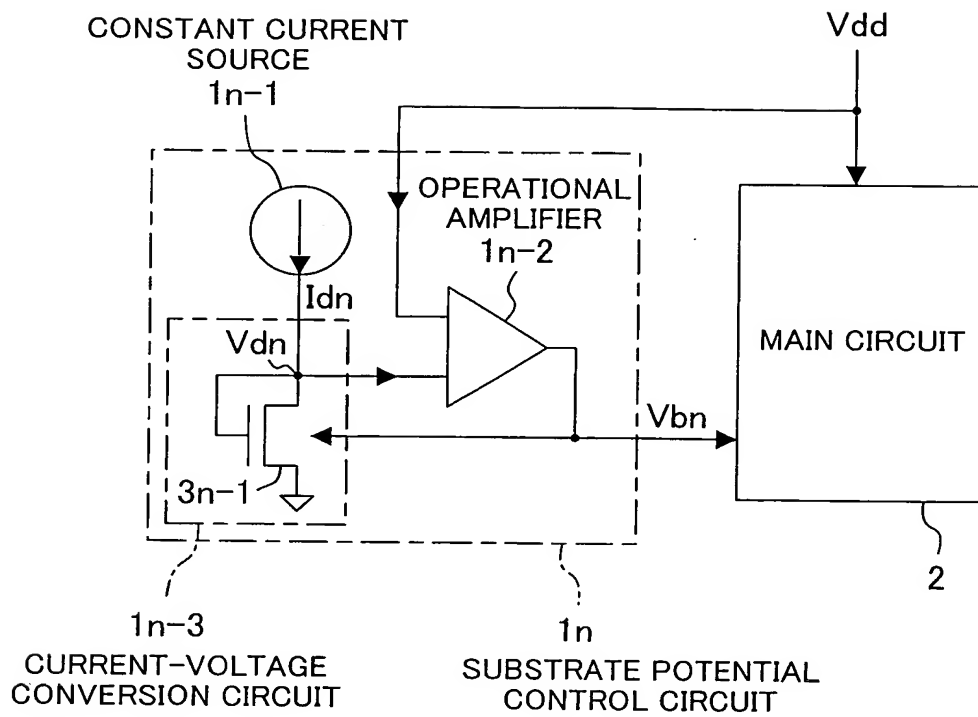 CONSTANT CURRENT
SOURCE
1n-1
Vdd
OPERATIONAL
AMPLIFIER
1n-2
Idn
Vdn
MAIN CIRCUIT
Vbn
3n-1
2
1n-3
CURRENT-VOLTAGE
CONVERSION CIRCUIT
1n
SUBSTRATE POTENTIAL
CONTROL CIRCUIT